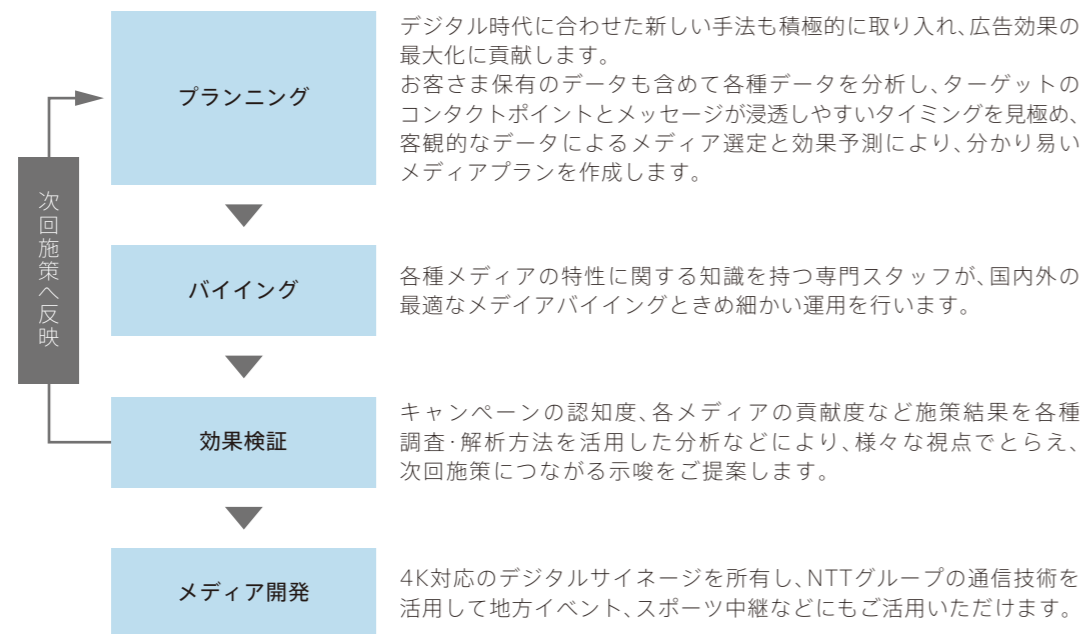 デジタル時代に合わせた新しい手法も積極的に取り入れ、広告効果の
最大化に貢献します。
プランニング
お客さま保有のデータも含めて各種データを分析し、ターゲットの
コンタクトポイントとメッセージが浸透しやすいタイミングを見極め、
客観的なデータによるメディア選定と効果予測により、分かり易い
メディアプランを作成します。
次回施策へ反映
バイイング
各種メディアの特性に関する知識を持つ専門スタッフが、国内外の
最適なメデイアバイイングときめ細かい運用を行います。
効果検証
キャンペーンの認知度、各メディアの貢献度など施策結果を各種
調査・解析方法を活用した分析などにより、様々な視点でとらえ、
次回施策につながる示唆をご提案します。
メディア開発
4K対応のデジタルサイネージを所有し、NTTグループの通信技術を
活用して地方イベント、スポーツ中継などにもご活用いただけます。